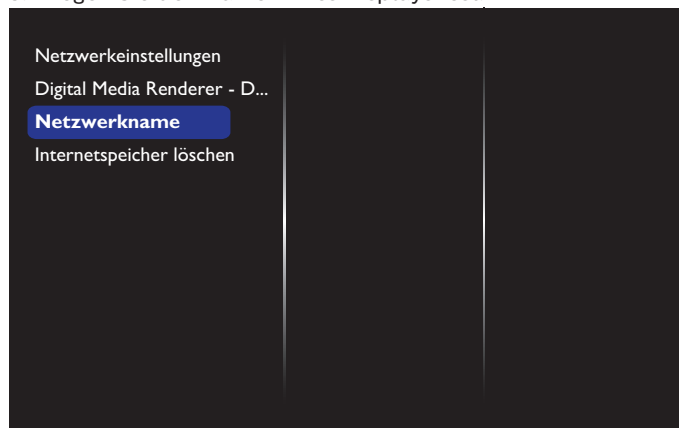 Netzwerkeinstellungen
Digital Media Renderer - D...
Netzwerkname
Internetspeicher löschen